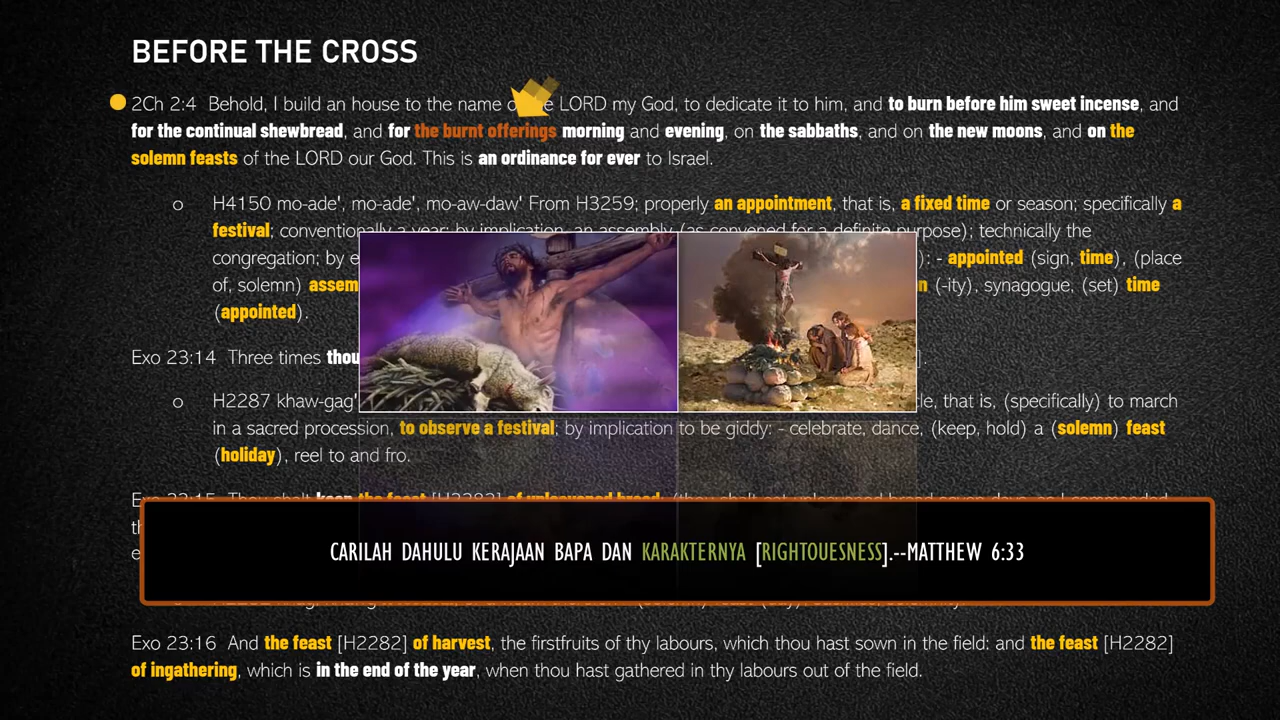 BEFORE THE CROSS
2Ch 2:4 Behold, I build an house to the name LORD my God, to dedicate it to him, and to burn before him sweet incense, and
for the continual shewbread, and for the burnt offerings morning and evening, on the sabbaths, and on the new moons, and on the
solemn feasts of the LORD our God. This is an ordinance for ever to Israel.
o H4150 mo-ade', mo-ade', mo-aw-daw' From H3259; properly an appointment, that is, a fixed time or season; specifically a
festival; conventionally a year; by implication, an assembly (as convened for a definite purpose); technically the
congregation; by ): - appointed (sign, time), (place
of, solemn) (-ity), synagogue, (set) time
(appointed).
Exo 23:14 Three times ].
o H2287 khaw-gag' that is, (specifically) to march
in a sacred procession, to observe a festival; by implication to be giddy: - celebrate, dance, (keep, hold) a (solemn) feast
(holiday), reel to and fro.
keep the feast [H2282] of unleavened bread
CARILAH DAHULU KERAJAAN BAPA DAN KARAKTERNYA [RIGHTOUESNESS].--MATTHEW 6:33
Exo 23:16 And the feast [H2282] of harvest, the firstfruits of thy labours, which thou hast sown in the field: and the feast [H2282]
of ingathering, which is in the end of the year, when thou hast gathered in thy labours out of the field.